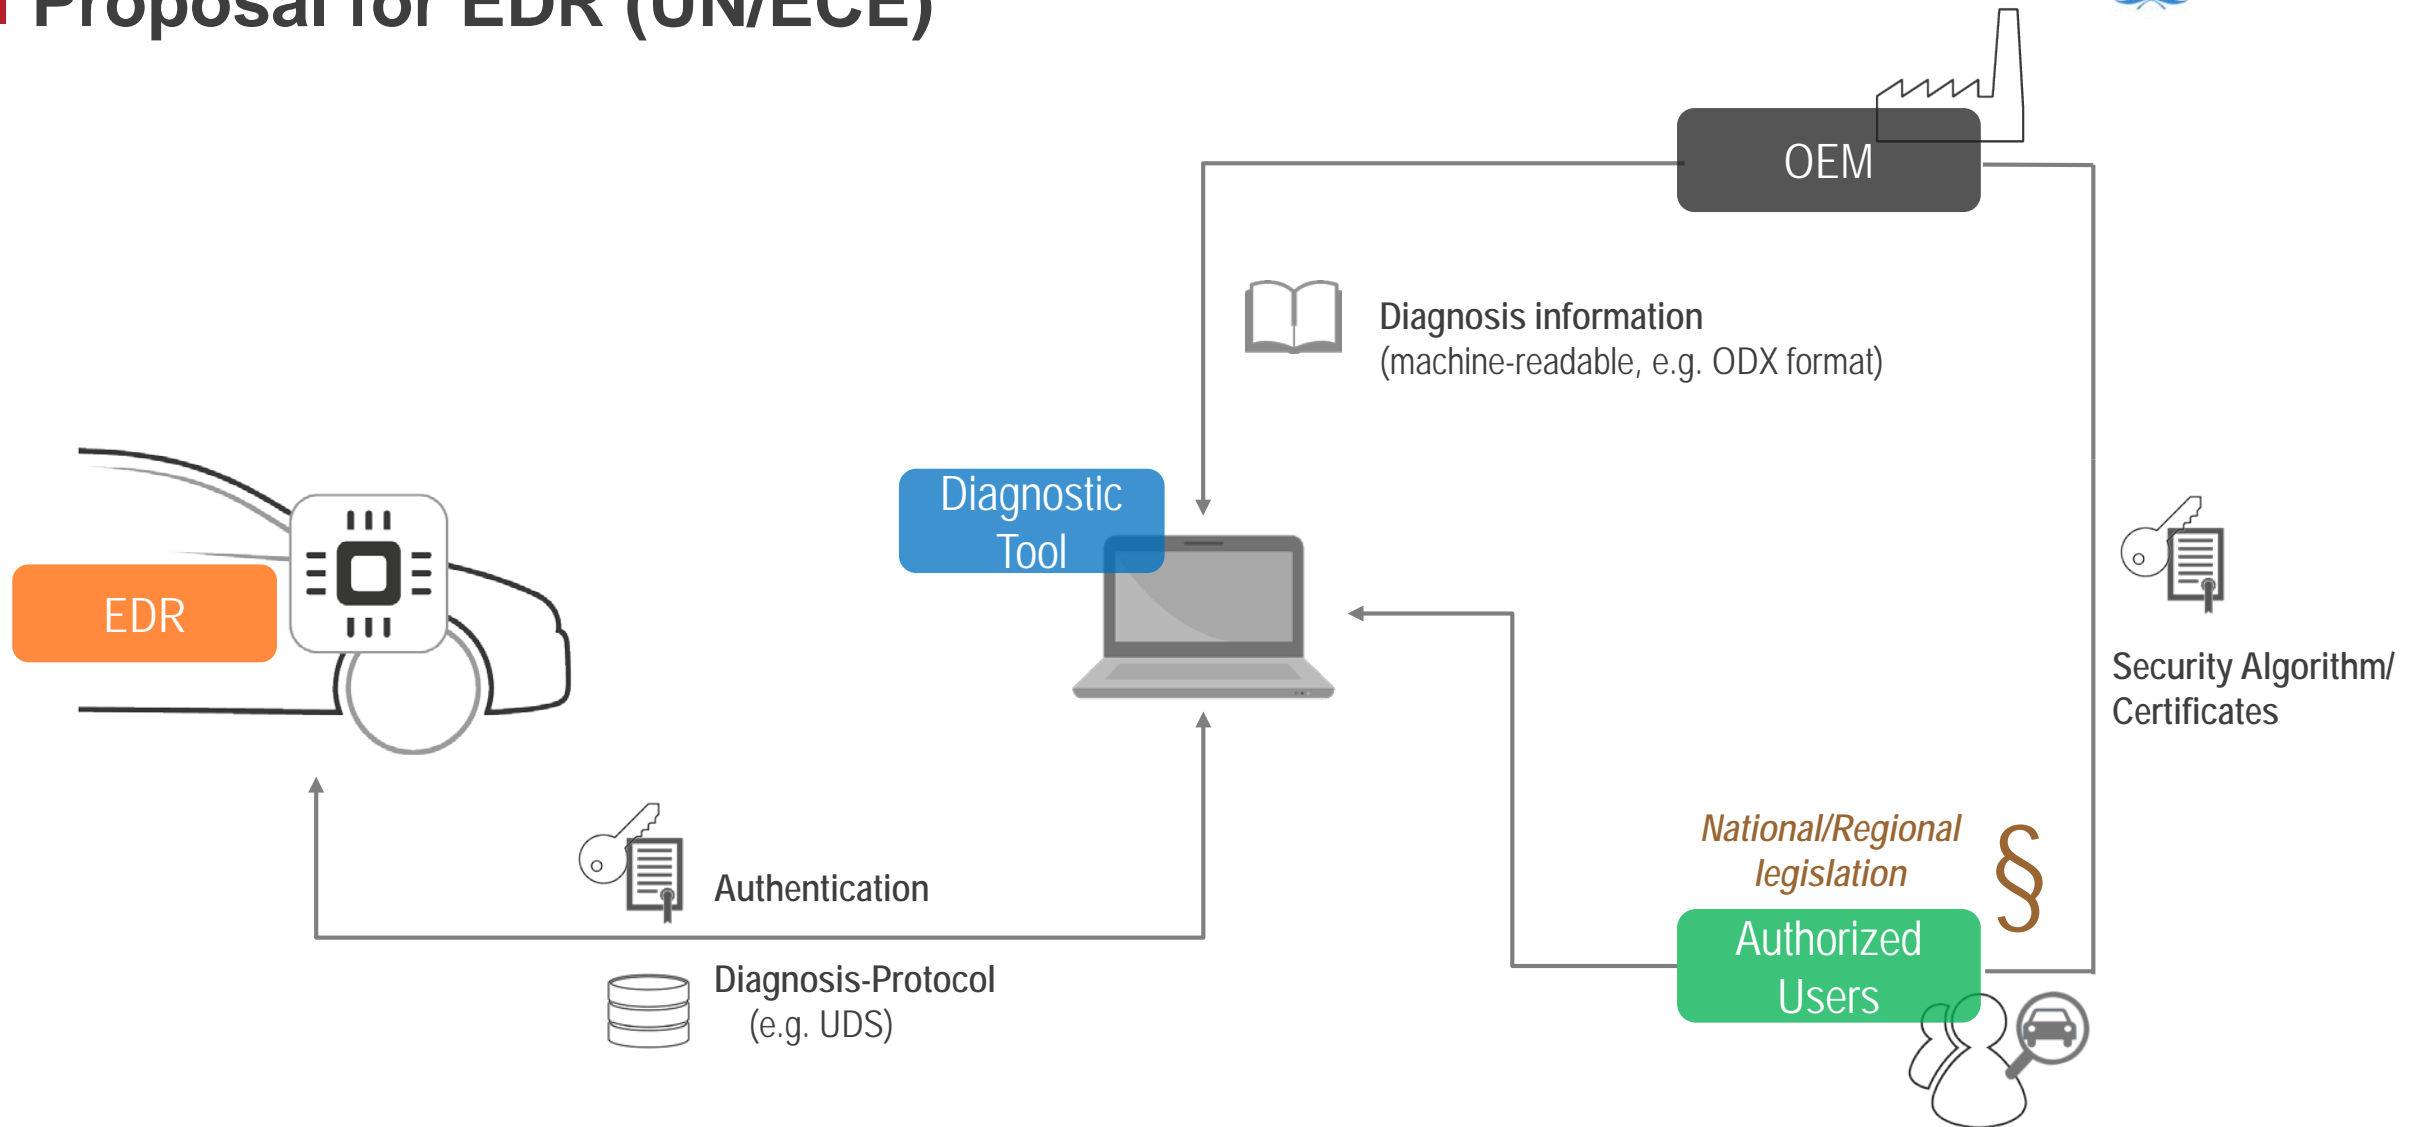 Proposal for EDR (UN/ECE)
OEM
Diagnosis information
(machine-readable, e.g. ODX format)
Diagnostic
Tool
EDR
Security Algorithm/
Certificates
National/Regional
legislation
§
Authentication
Authorized
Users
Diagnosis-Protocol
(e.g. UDS)